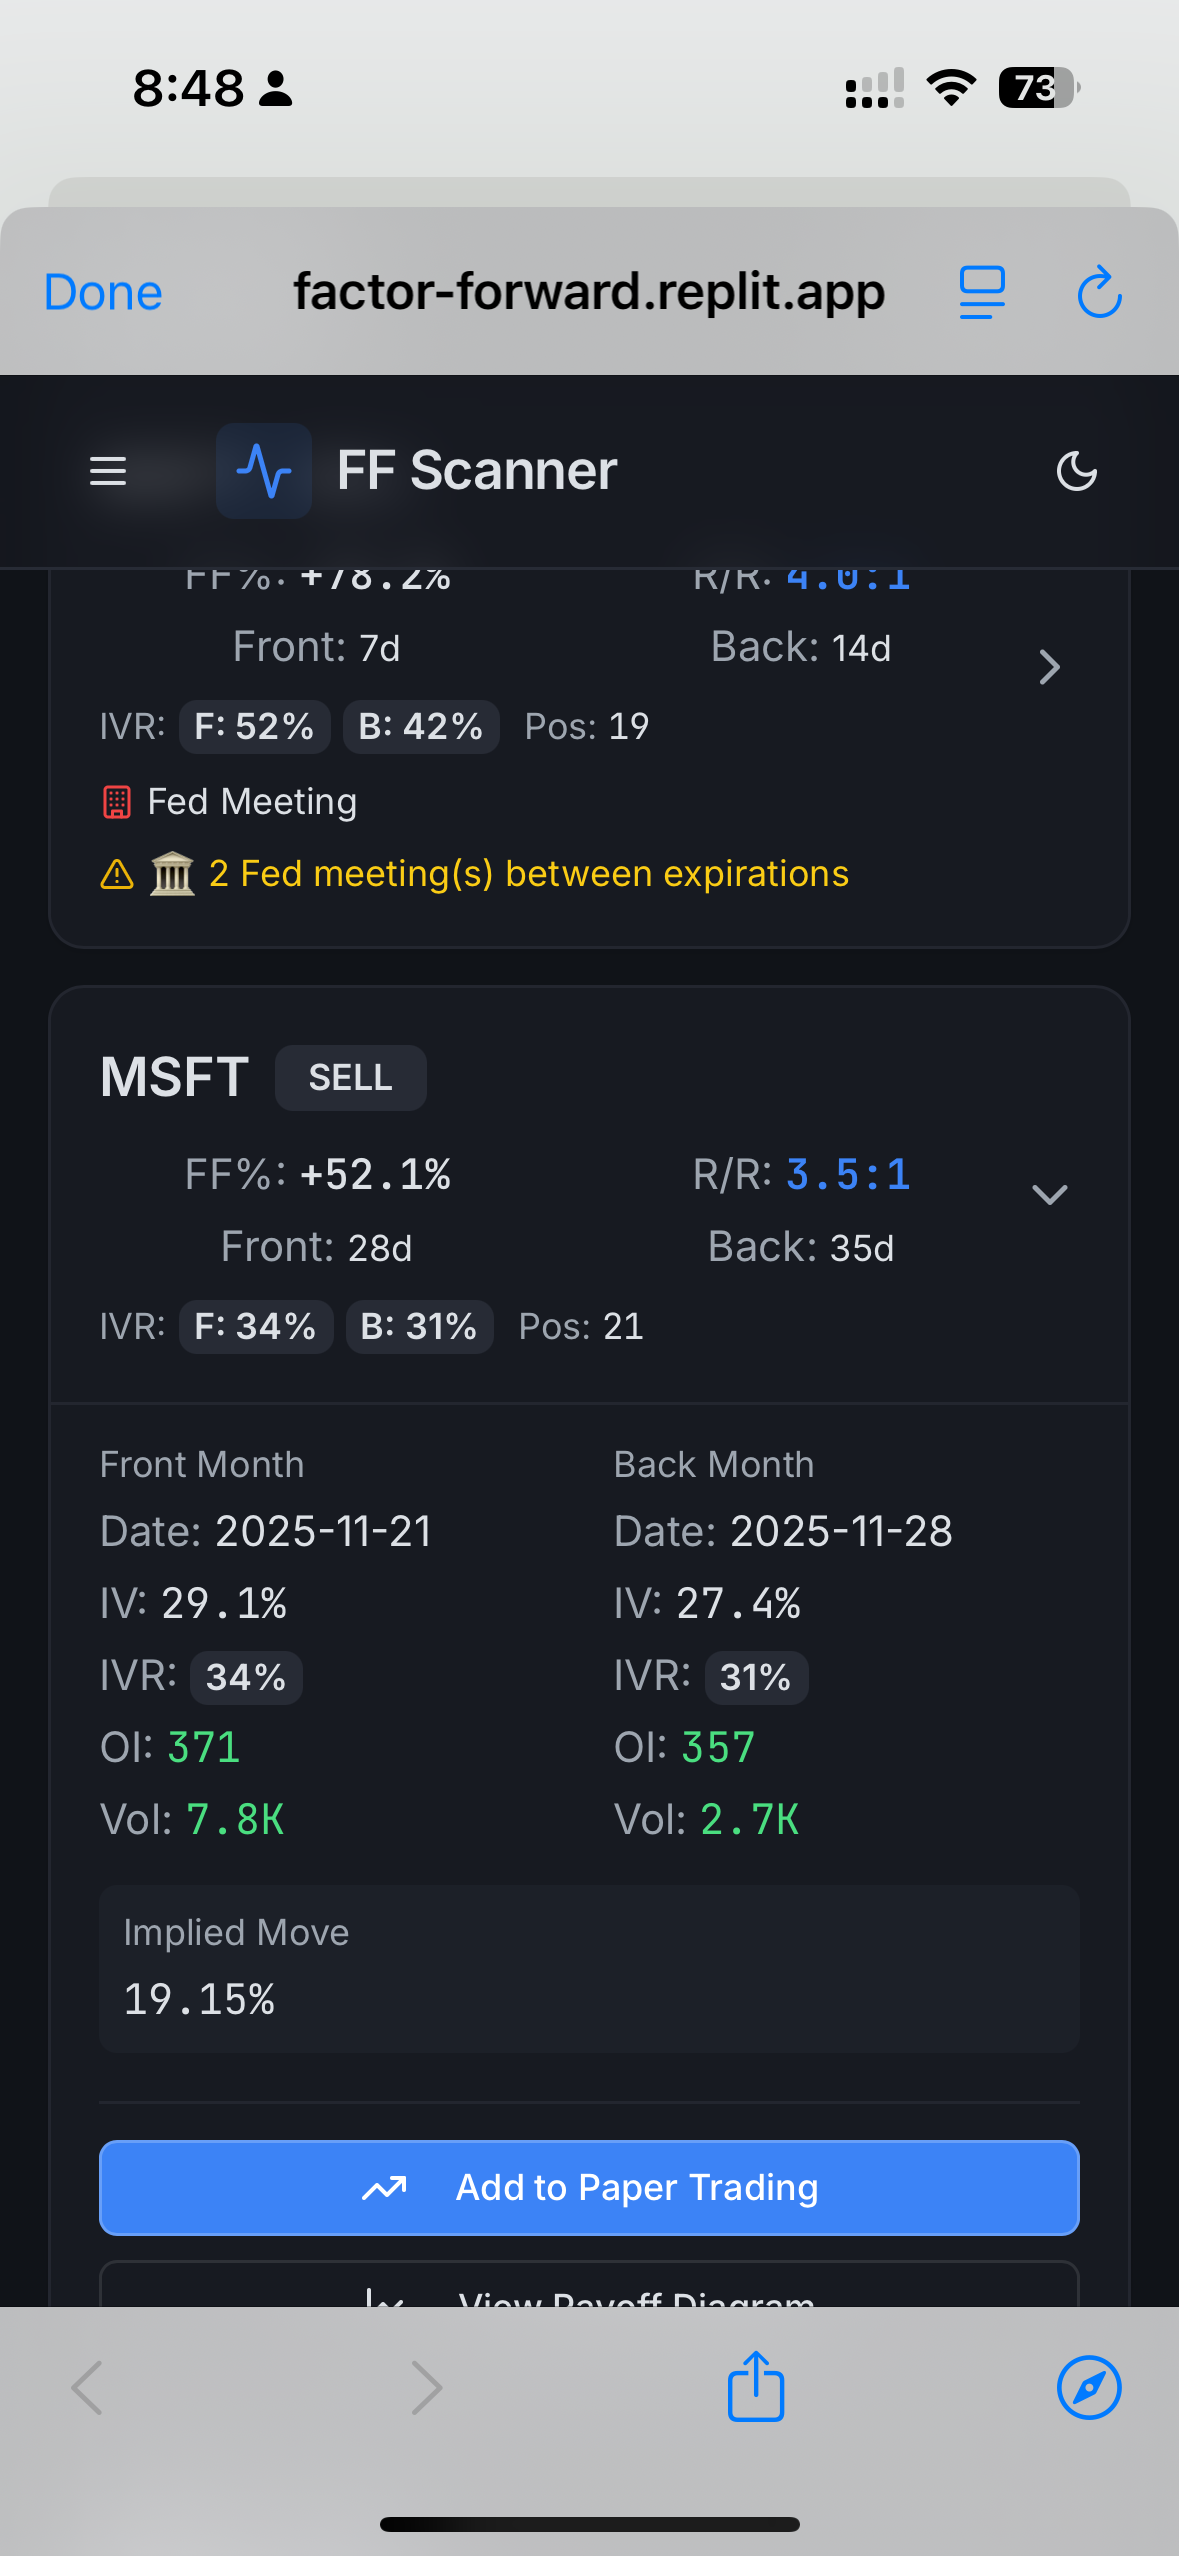 8:48
73
Done factor-forward.replit.app
FF Scanner
FF%: +78.2% R/R: 4.0:1
Front: 7d Back: 14d
IVR: F: 52% B: 42% Pos: 19
Fed Meeting
2 Fed meeting(s) between expirations
MSFT SELL
FF%: +52.1% R/R: 3.5:1
Front: 28d Back: 35d
IVR: F: 34% B: 31% Pos: 21
Front Month Back Month
Date: 2025-11-21 Date: 2025-11-28
IV: 29.1% IV: 27.4%
IVR: 34% IVR: 31%
OI: 371 OI: 357
Vol: 7.8K Vol: 2.7K
Implied Move
19.15%
Add to Paper Trading
View Payoff Diagram